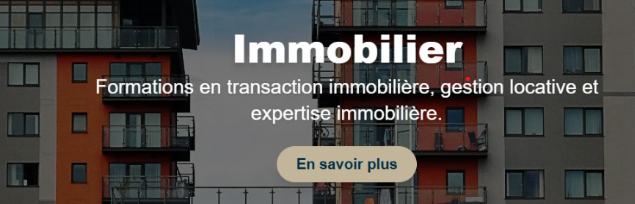 Immobilier
Formations en transaction immobilière, gestion locative et
expertise immobilière.
En savoir plus